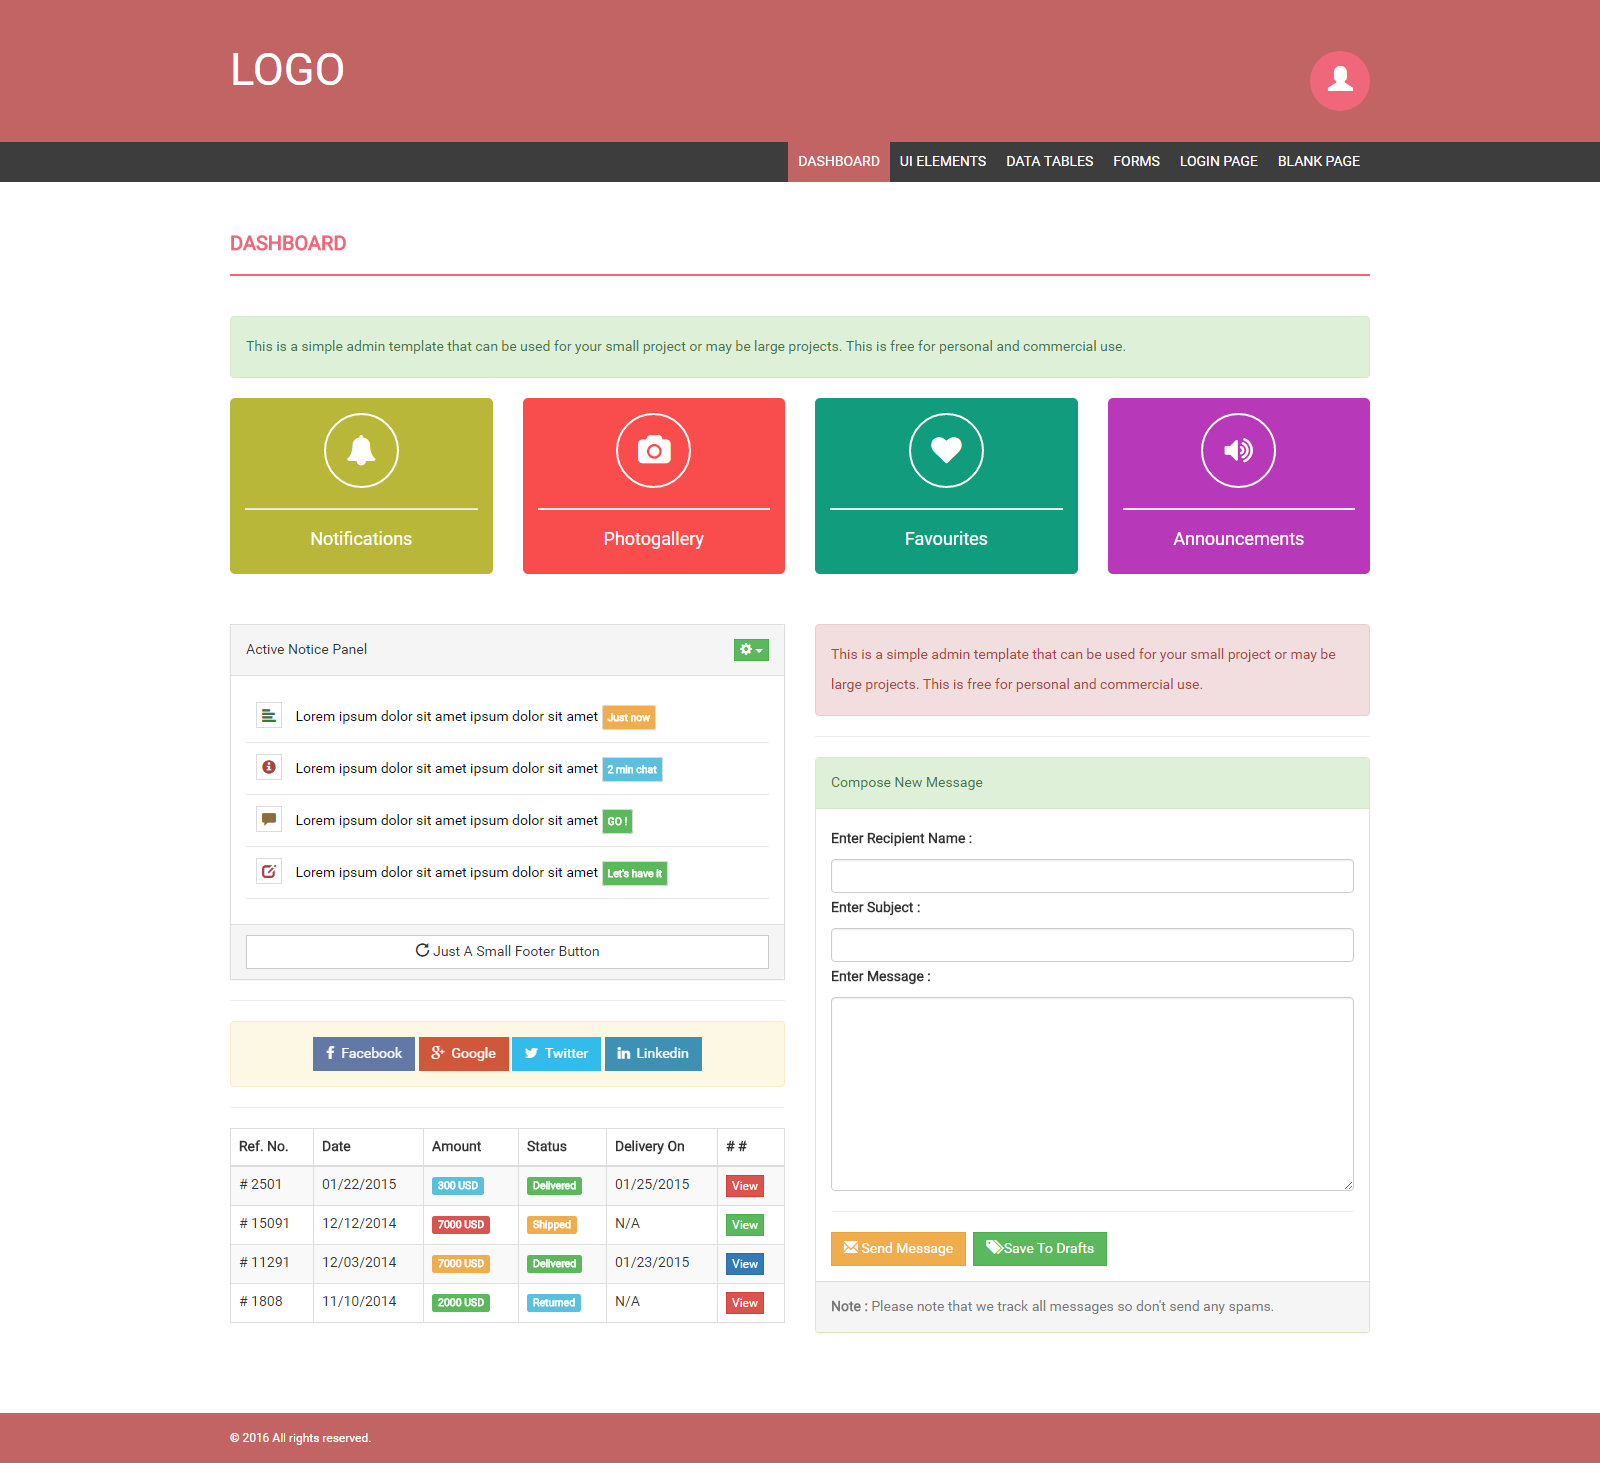 LOGO
DASHBOARD UI ELEMENTS DATA TABLES FORMS LOGIN PAGE BLANK PAGE
DASHBOARD
This is a simple admin template that can be used for your small project or may be large projects. This is free for personal and commercial use.
Notifications Photogallery Favourites Announcements
Active Notice Panel
Lorem ipsum dolor sit amet ipsum dolor sit amet Just now
Lorem ipsum dolor sit amet ipsum dolor sit amet 2 min chat
Lorem ipsum dolor sit amet ipsum dolor sit amet GO !
Lorem ipsum dolor sit amet ipsum dolor sit amet Let's have it
Just A Small Footer Button
Facebook Google Twitter Linkedin
Ref. No. Date Amount Status Delivery On # #
# 2501 01/22/2015 300 USD Delivered 01/25/2015 View
# 15091 12/12/2014 7000 USD Shipped N/A View
# 11291 12/03/2014 7000 USD Delivered 01/23/2015 View
# 1808 11/10/2014 2000 USD Returned N/A View
This is a simple admin template that can be used for your small project or may be
large projects. This is free for personal and commercial use.
Compose New Message
Enter Recipient Name :
Enter Subject :
Enter Message :
Send Message Save To Drafts
Note : Please note that we track all messages so don't send any spams.
© 2016 All rights reserved.